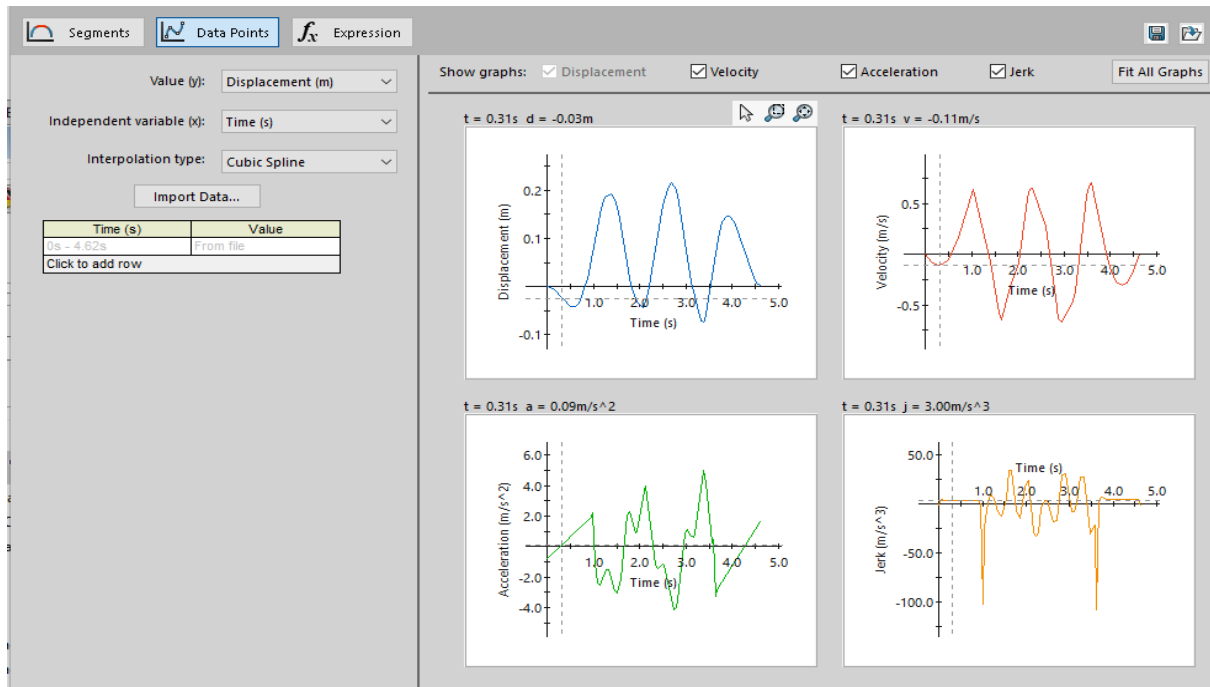 Segments Data Points fx Expression
Value (y): Displacement (m)
Independent variable (x): Time (s)
Interpolation type: Cubic Spline
Import Data...
Time (s) Value
0s - 4.62s From file
Click to add row
Show graphs: Displacement Velocity Acceleration Jerk Fit All Graphs
t = 0.31s d = -0.03m
Displacement (m)
0.2
0.1
-0.1
1.0 2.0 3.0 4.0 5.0
Time (s)
t = 0.31s v = -0.11m/s
Velocity (m/s)
0.5
-0.5
1.0 2.0 3.0 4.0 5.0
Time (s)
t = 0.31s a = 0.09m/s^2
Acceleration (m/s^2)
6.0
4.0
2.0
-2.0
-4.0
1.0 2.0 3.0 4.0 5.0
Time (s)
t = 0.31s j = 3.00m/s^3
Jerk (m/s^3)
50.0
-50.0
-100.0
Time (s)
1.0 2.0 3.0 4.0 5.0